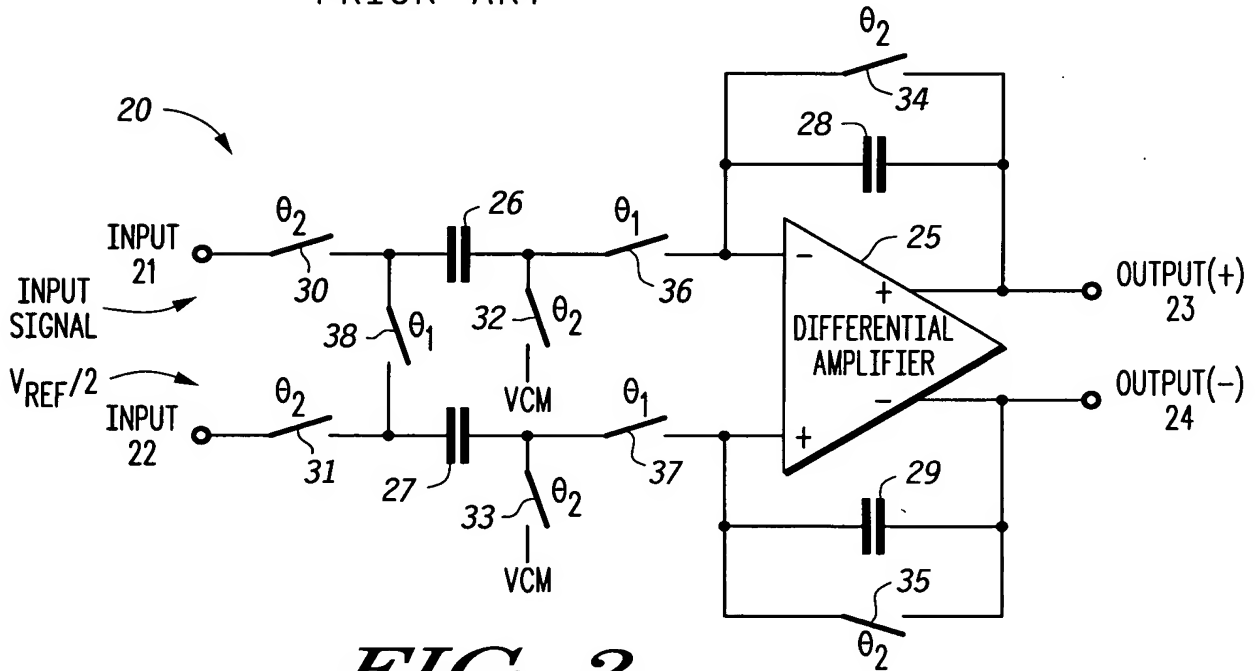 PRIOR ART
θ2
34
20
28
θ2
26
θ1
25
INPUT
21
30
36
INPUT
SIGNAL
38
θ1
32
θ2
+
−
DIFFERENTIAL
AMPLIFIER
OUTPUT(+)
23
VREF/2
VCM
θ2
θ1
−
+
OUTPUT(-)
24
INPUT
22
31
27
37
33
θ2
29
VCM
35
θ2
FIG. 2